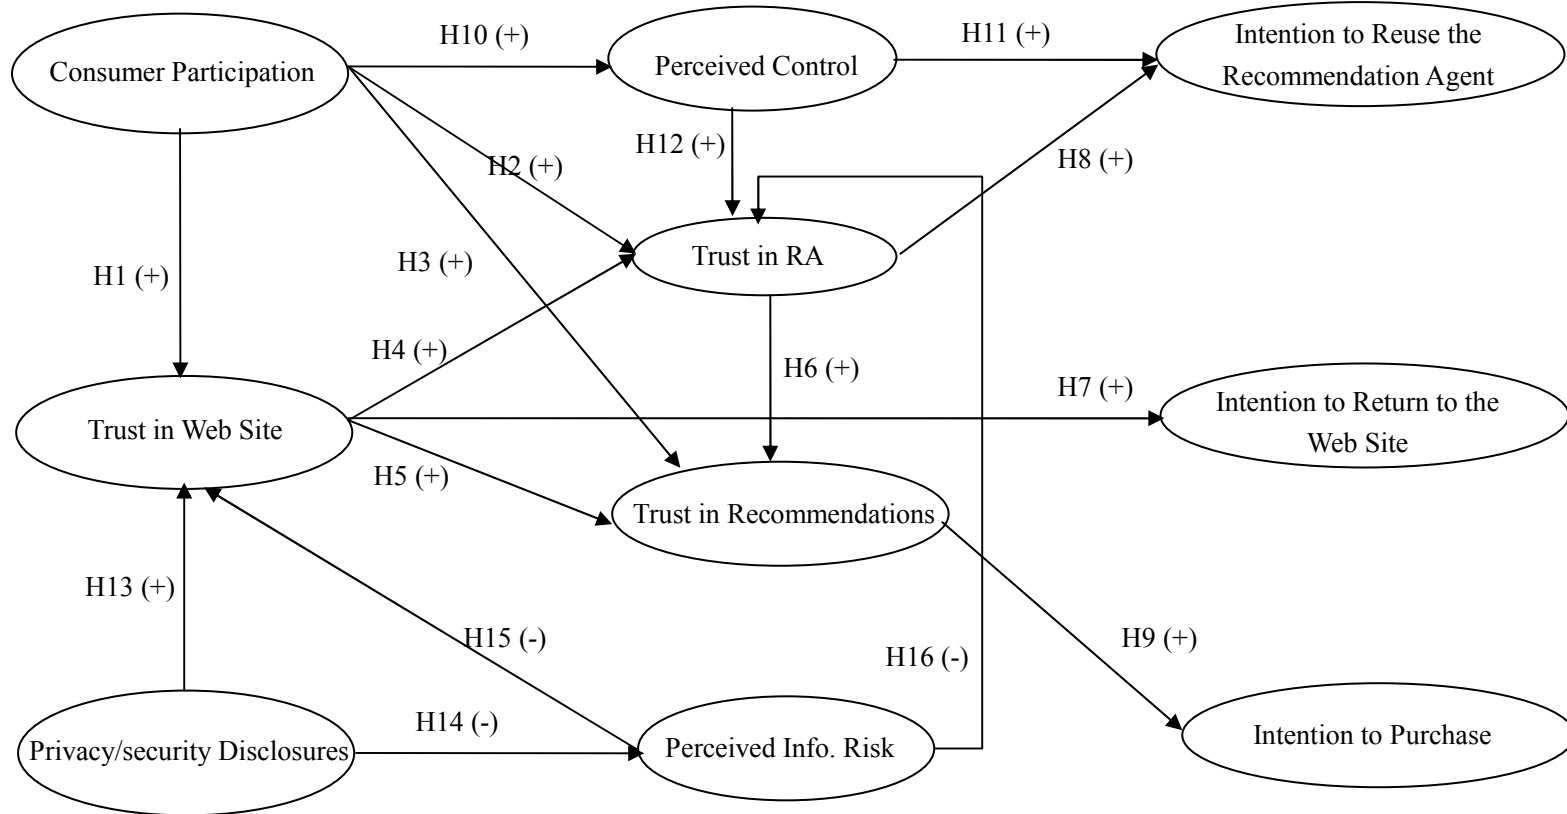 H10 (+)
H11 (+)
Intention to Reuse the
Recommendation Agent
Consumer Participation
Perceived Control
H12 (+)
H2 (+)
H8 (+)
H3 (+)
Trust in RA
H1 (+)
H4 (+)
H6 (+)
H7 (+)
Intention to Return to the
Web Site
Trust in Web Site
H5 (+)
Trust in Recommendations
H13 (+)
H15 (-)
H16 (-)
H9 (+)
H14 (-)
Privacy/security Disclosures
Perceived Info. Risk
Intention to Purchase